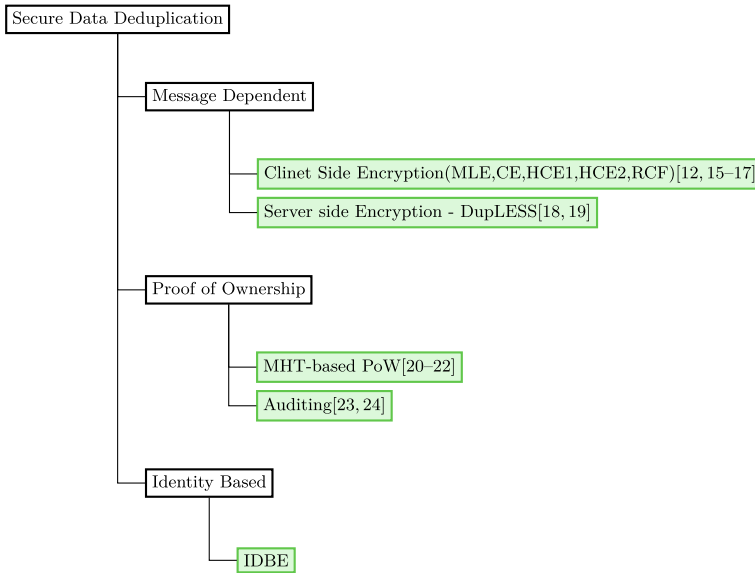 Secure Data Deduplication
Message Dependent
Clinet Side Encryption(MLE,CE,HCE1,HCE2,RCF)[12, 15–17]
Server side Encryption - DupLESS[18, 19]
Proof of Ownership
MHT-based PoW[20–22]
Auditing[23, 24]
Identity Based
IDBE